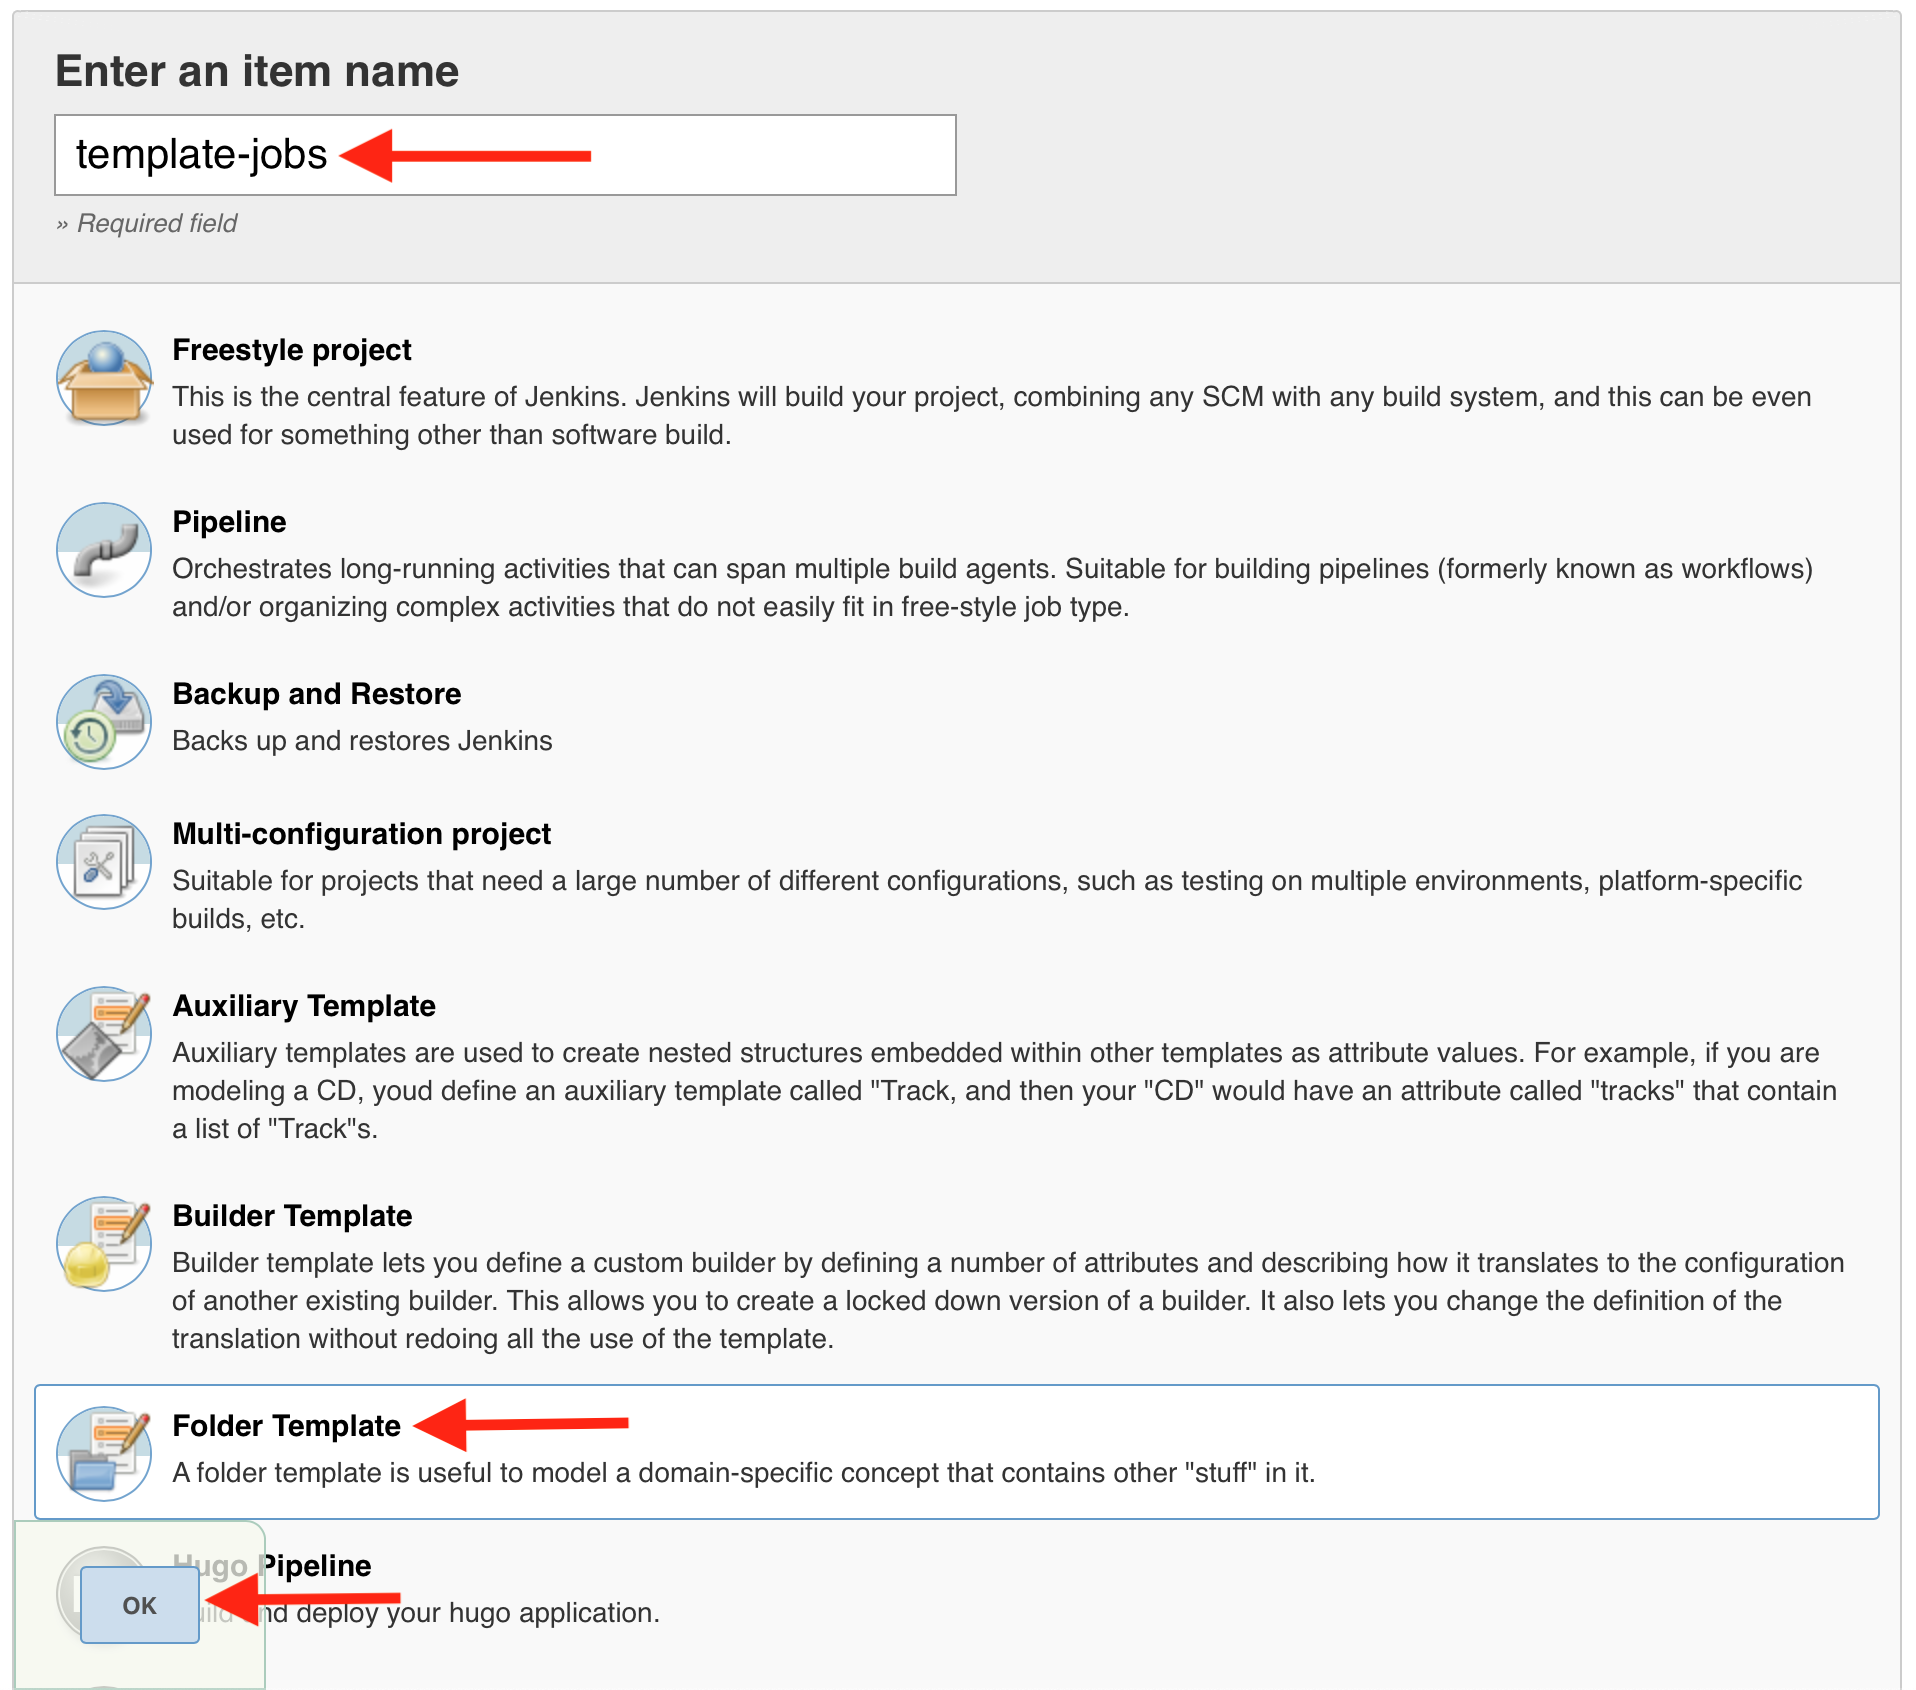 Enter an item name
template-jobs
» Required field
Freestyle project
This is the central feature of Jenkins. Jenkins will build your project, combining any SCM with any build system, and this can be even
used for something other than software build.
Pipeline
Orchestrates long-running activities that can span multiple build agents. Suitable for building pipelines (formerly known as workflows)
and/or organizing complex activities that do not easily fit in free-style job type.
Backup and Restore
Backs up and restores Jenkins
Multi-configuration project
Suitable for projects that need a large number of different configurations, such as testing on multiple environments, platform-specific
builds, etc.
Auxiliary Template
Auxiliary templates are used to create nested structures embedded within other templates as attribute values. For example, if you are
modeling a CD, youd define an auxiliary template called "Track, and then your "CD" would have an attribute called "tracks" that contain
a list of "Track"s.
Builder Template
Builder template lets you define a custom builder by defining a number of attributes and describing how it translates to the configuration
of another existing builder. This allows you to create a locked down version of a builder. It also lets you change the definition of the
translation without redoing all the use of the template.
Folder Template
A folder template is useful to model a domain-specific concept that contains other "stuff" in it.
Hugo Pipeline
deploy your hugo application.
OK